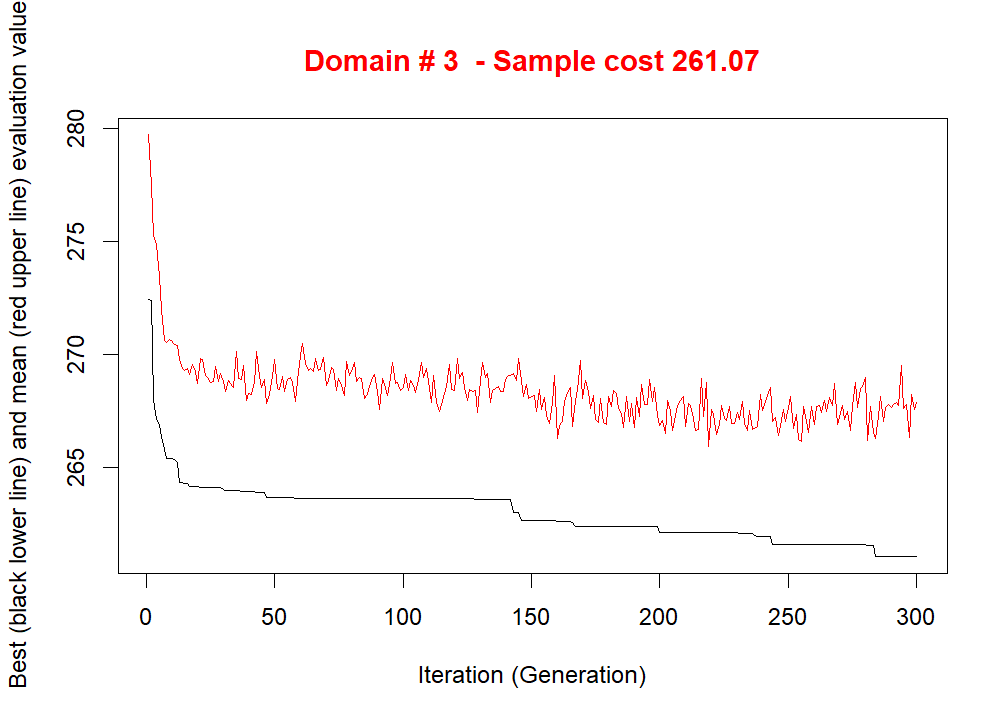 Domain # 3  - Sample cost 261.07
Best (black lower line) and mean (red upper line) evaluation value
280
275
270
265
0 50 100 150 200 250 300
Iteration (Generation)